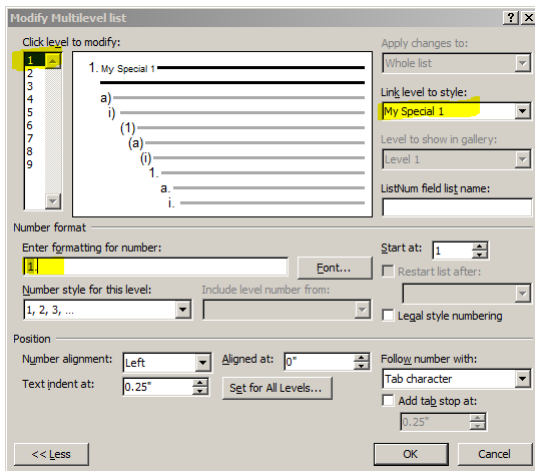 Modify Multilevel list
Click level to modify:
1
2
3
4
5
6
7
8
9
1. My Special 1
a)
i)
(1)
(a)
(i)
1.
a.
i.
Apply changes to:
Whole list
Link level to style:
My Special 1
Level to show in gallery:
Level 1
ListNum field list name:
Number format
Enter formatting for number:
1.
Font...
Number style for this level:
1, 2, 3, ...
Include level number from:
Start at: 1
Restart list after:
Legal style numbering
Position
Number alignment: Left
Aligned at: 0"
Text indent at: 0.25"
Set for All Levels...
Follow number with:
Tab character
Add tab stop at:
0.25"
<< Less
OK
Cancel